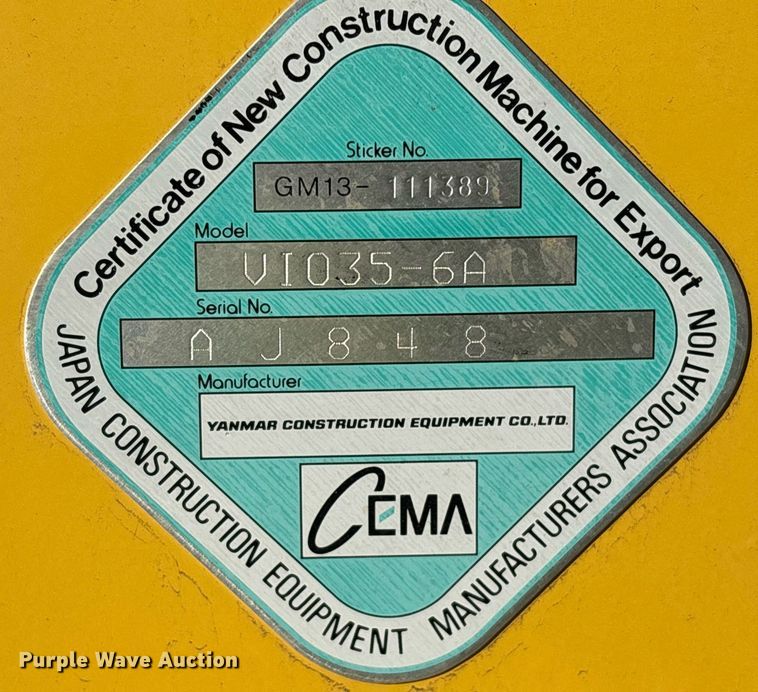 Certificate of New Construction Machine for Export
Sticker No.
GM13- 111389
Model
VIO35-6A
Serial No.
A J 8 4 8
Manufacturer
YANMAR CONSTRUCTION EQUIPMENT CO.,LTD.
CEMA
JAPAN CONSTRUCTION EQUIPMENT MANUFACTURERS ASSOCIATION
Purple Wave Auction